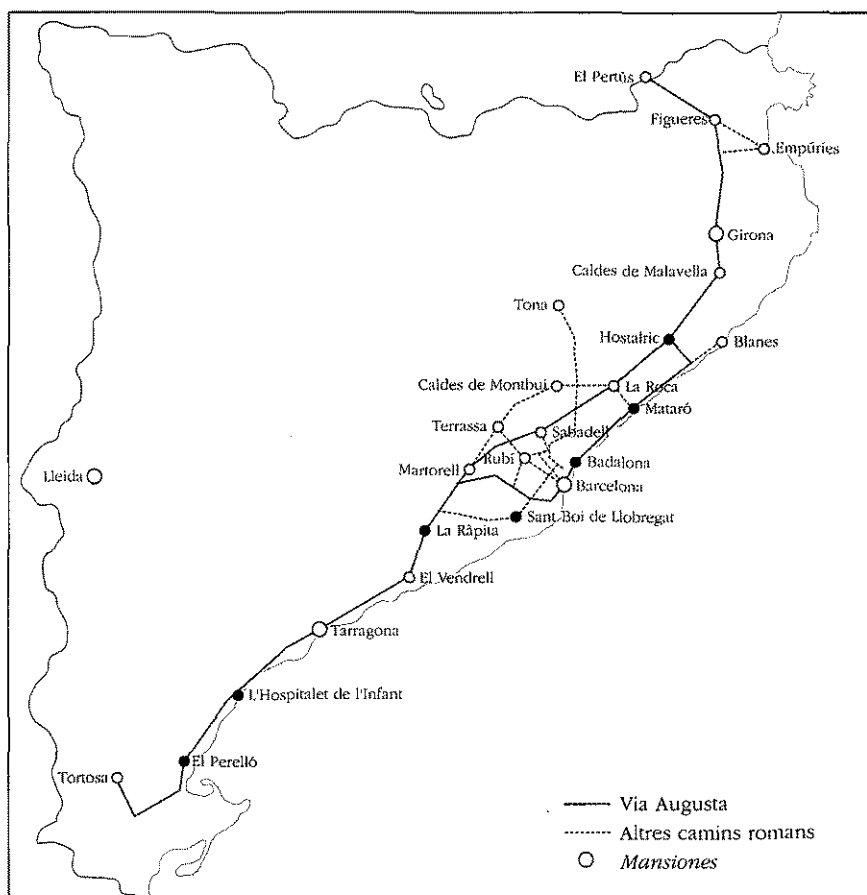 El Pertús
Figueres
Empúries
Girona
Caldes de Malavella
Tona
Hostalric
Blanes
Caldes de Montbui
La Roca
Mataró
Terrassa
Sabadell
Rubí
Badalona
Martorell
Lleida
Barcelona
Sant Boi de Llobregat
La Ràpita
El Vendrell
Tarragona
L'Hospitalet de l'Infant
El Perelló
Tortosa
Via Augusta
Altres camins romans
Mansiones